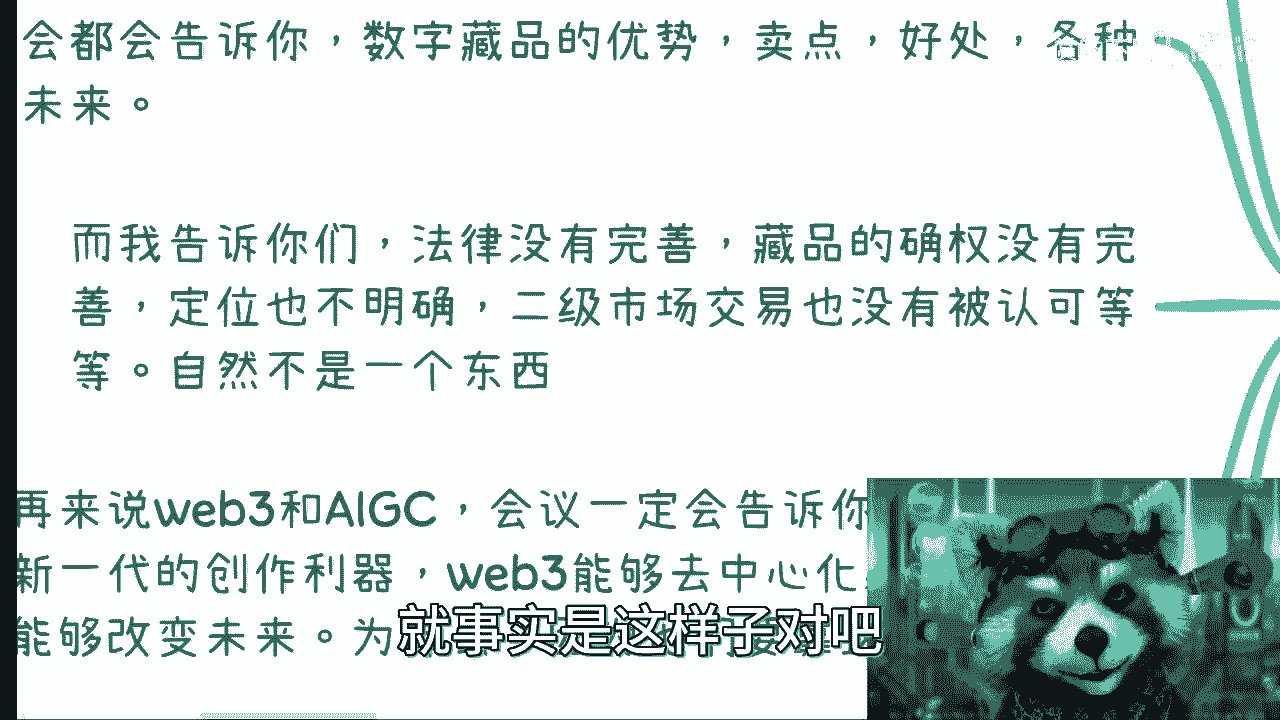 会都会告诉你，数字藏品的优势，卖点，好处，各种
未来。
而我告诉你们，法律没有完善，藏品的确权没有完
善，定位也不明确，二级市场交易也没有被认可等
等。自然不是一个东西
再来说web3和AIGC，会议一定会告诉你
新一代的创作利器，web3能够去中心化
能够改变未来。为
就事实是这样子对吧